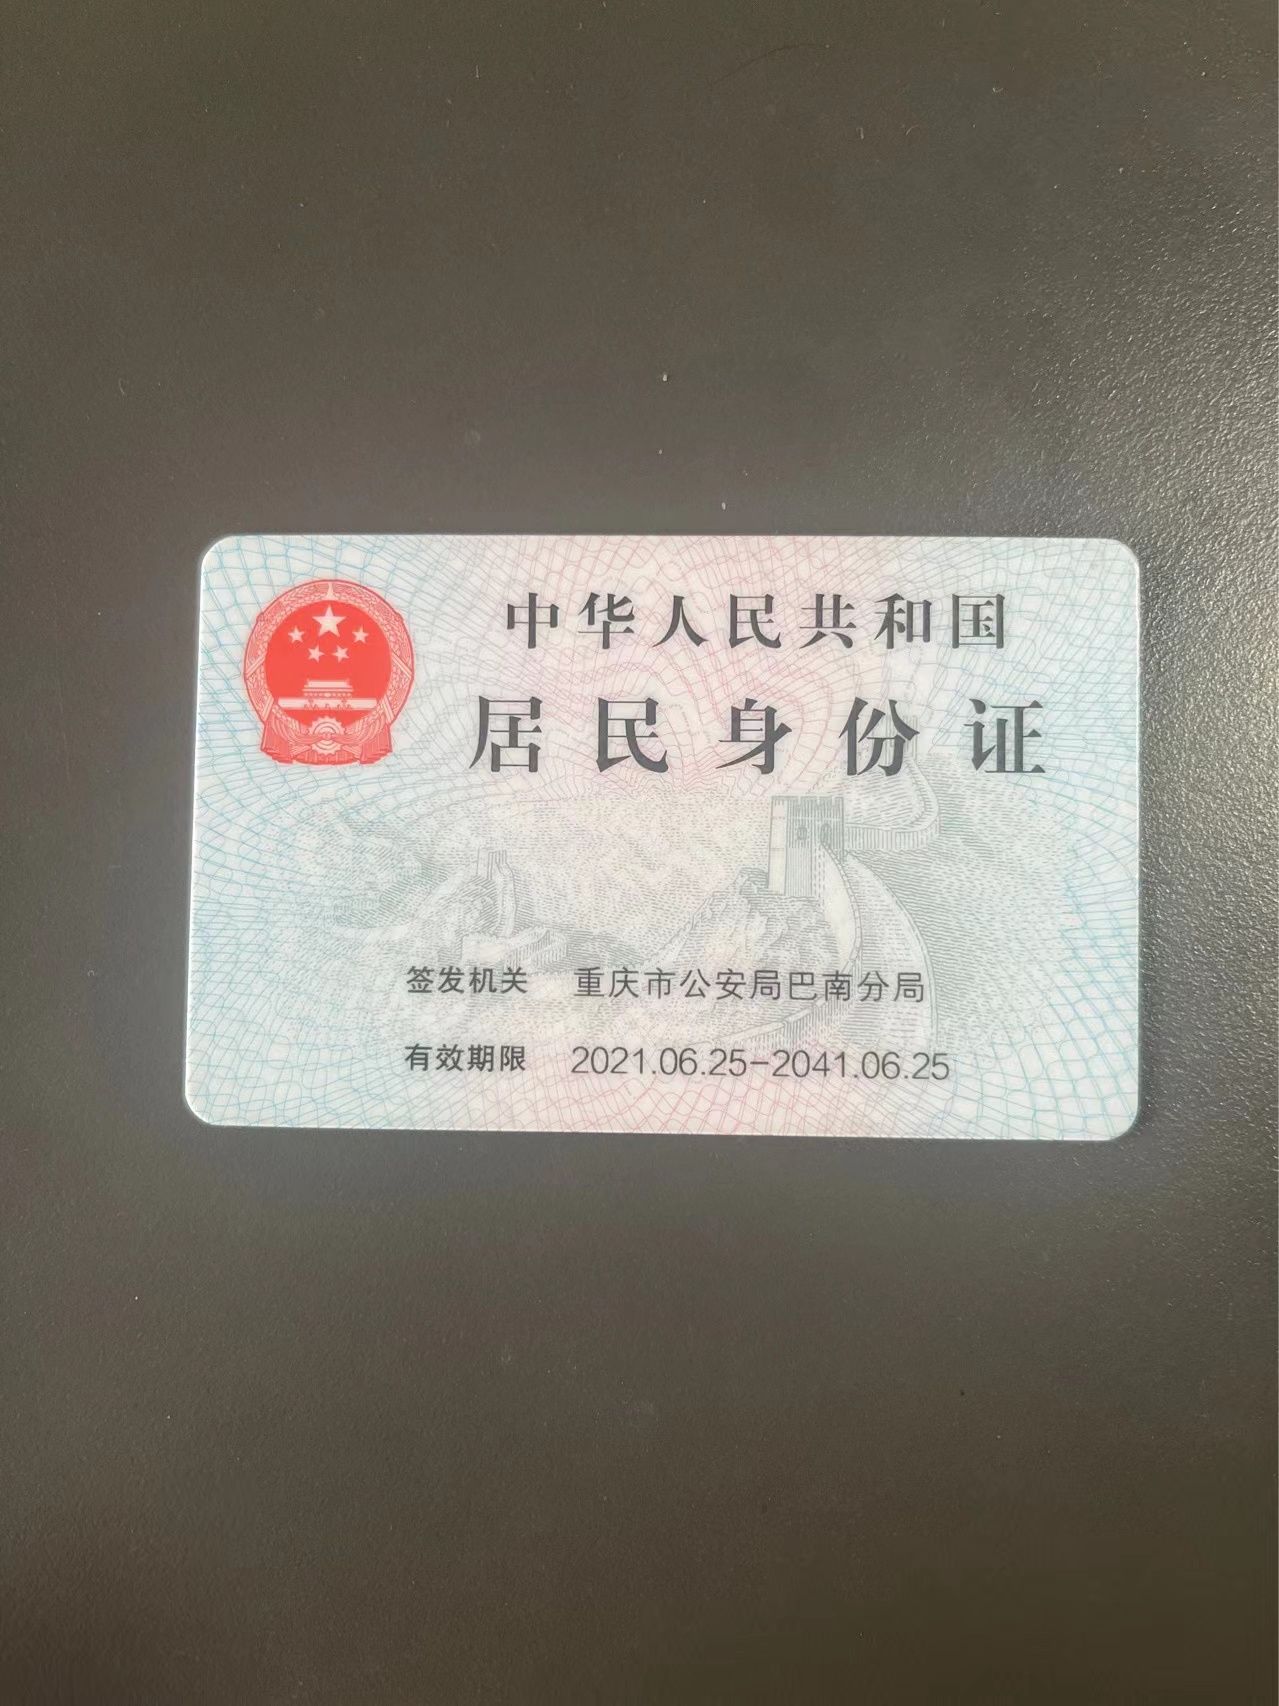 中华人民共和国
居民身份证
签发机关 重庆市公安局巴南分局
有效期限 2021.06.25-2041.06.25